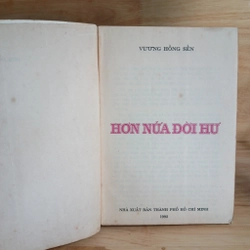 VƯƠNG HỒNG SỂN
HƠN NỬA ĐỜI HƯ
NHÀ XUẤT BẢN THÀNH PHỐ HỒ CHÍ MINH